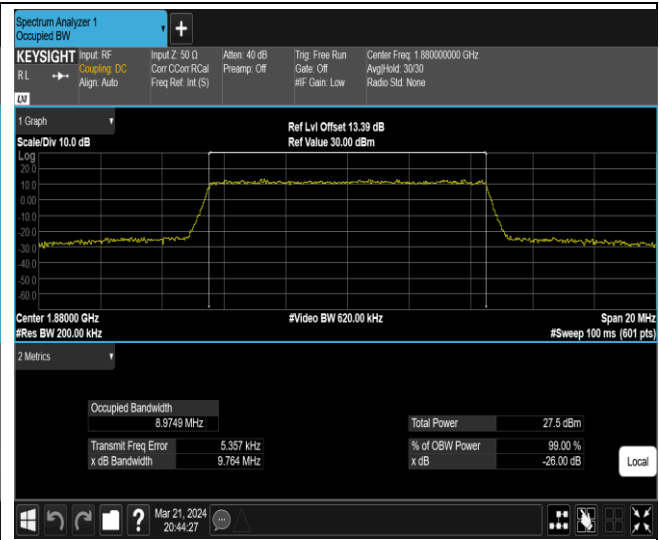 Spectrum Analyzer 1
Occupied BW
+
KEYSIGHT Input: RF Input Z: 50 Ω Atten: 40 dB Trig: Free Run Center Freq: 1.880000000 GHz
RL Coupling: DC Corr CCorr RCal Preamp: Off Gate: Off Avg|Hold: 30/30
Align: Auto Freq Ref: Int (S) #IF Gain: Low Radio Std: None
LXI
1 Graph
Ref Lvl Offset 13.39 dB
Scale/Div 10.0 dB Ref Value 30.00 dBm
Log
20.0
10.0
0.00
-10.0
-20.0
-30.0
-40.0
-50.0
-60.0
Center 1.88000 GHz #Video BW 620.00 kHz Span 20 MHz
#Res BW 200.00 kHz #Sweep 100 ms (601 pts)
2 Metrics
Occupied Bandwidth
8.9749 MHz Total Power 27.5 dBm
Transmit Freq Error 5.357 kHz % of OBW Power 99.00 %
x dB Bandwidth 9.764 MHz x dB -26.00 dB
Local
? Mar 21, 2024
20:44:27